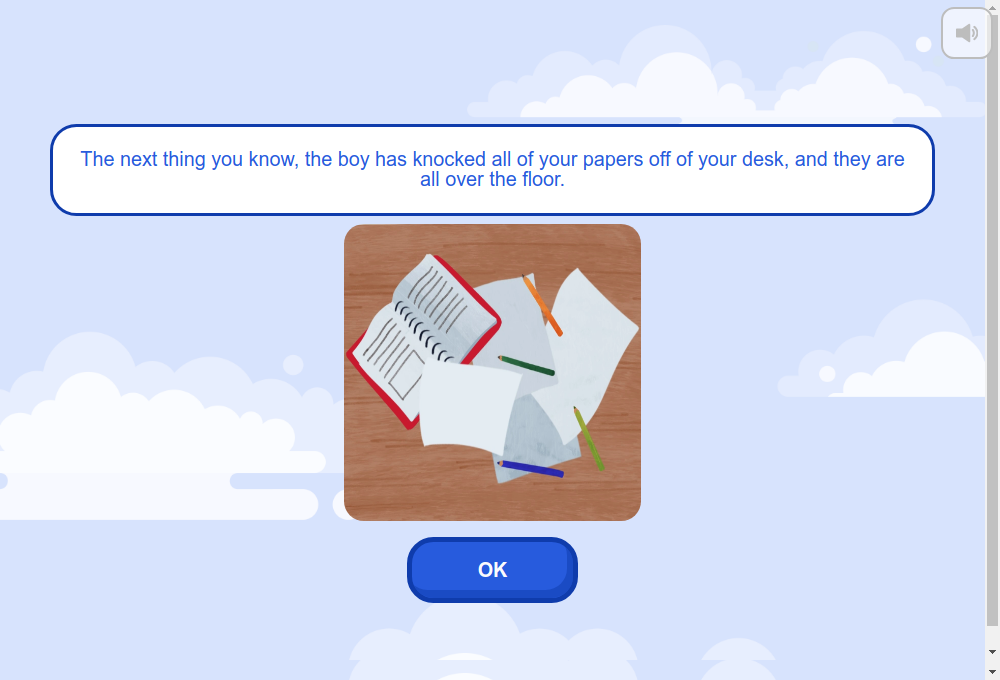 The next thing you know, the boy has knocked all of your papers off of your desk, and they are
all over the floor.
OK